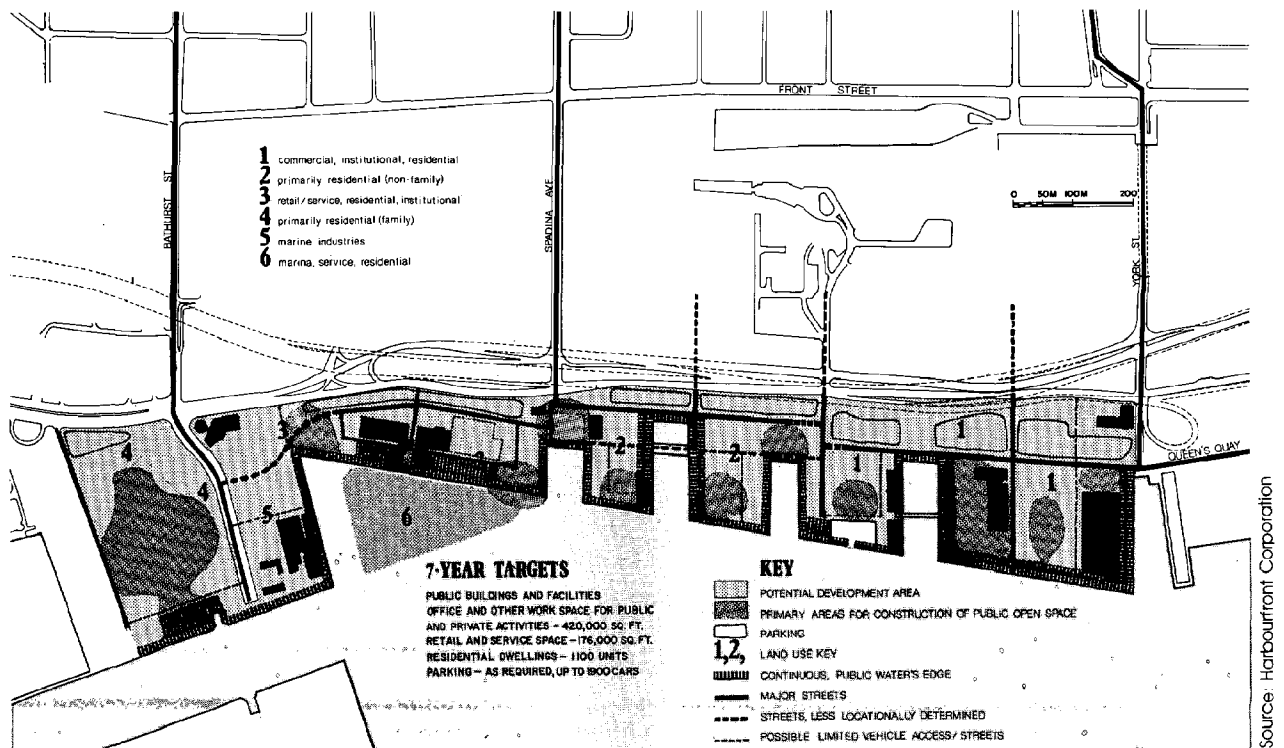 FRONT STREET
1 commercial, institutional, residential
2 primarily residential (non-family)
3 retail/service, residential, institutional
4 primarily residential (family)
5 marine industries
6 marina, service, residential
BATHURST ST
SPADINA AVE
YORK ST
0 50M 100M 200
QUEEN'S QUAY
4
4
3
5
6
2
2
1
1
1
7-YEAR TARGETS
PUBLIC BUILDINGS AND FACILITIES
OFFICE AND OTHER WORK SPACE FOR PUBLIC
AND PRIVATE ACTIVITIES - 420,000 SQ. FT.
RETAIL AND SERVICE SPACE - 176,000 SQ. FT.
RESIDENTIAL DWELLINGS - 1100 UNITS
PARKING - AS REQUIRED, UP TO 1900 CARS
KEY
POTENTIAL DEVELOPMENT AREA
PRIMARY AREAS FOR CONSTRUCTION OF PUBLIC OPEN SPACE
PARKING
1,2, LAND USE KEY
CONTINUOUS, PUBLIC WATER'S EDGE
MAJOR STREETS
STREETS, LESS LOCATIONALLY DETERMINED
POSSIBLE LIMITED VEHICLE ACCESS/STREETS
Source: Harbourfront Corporation